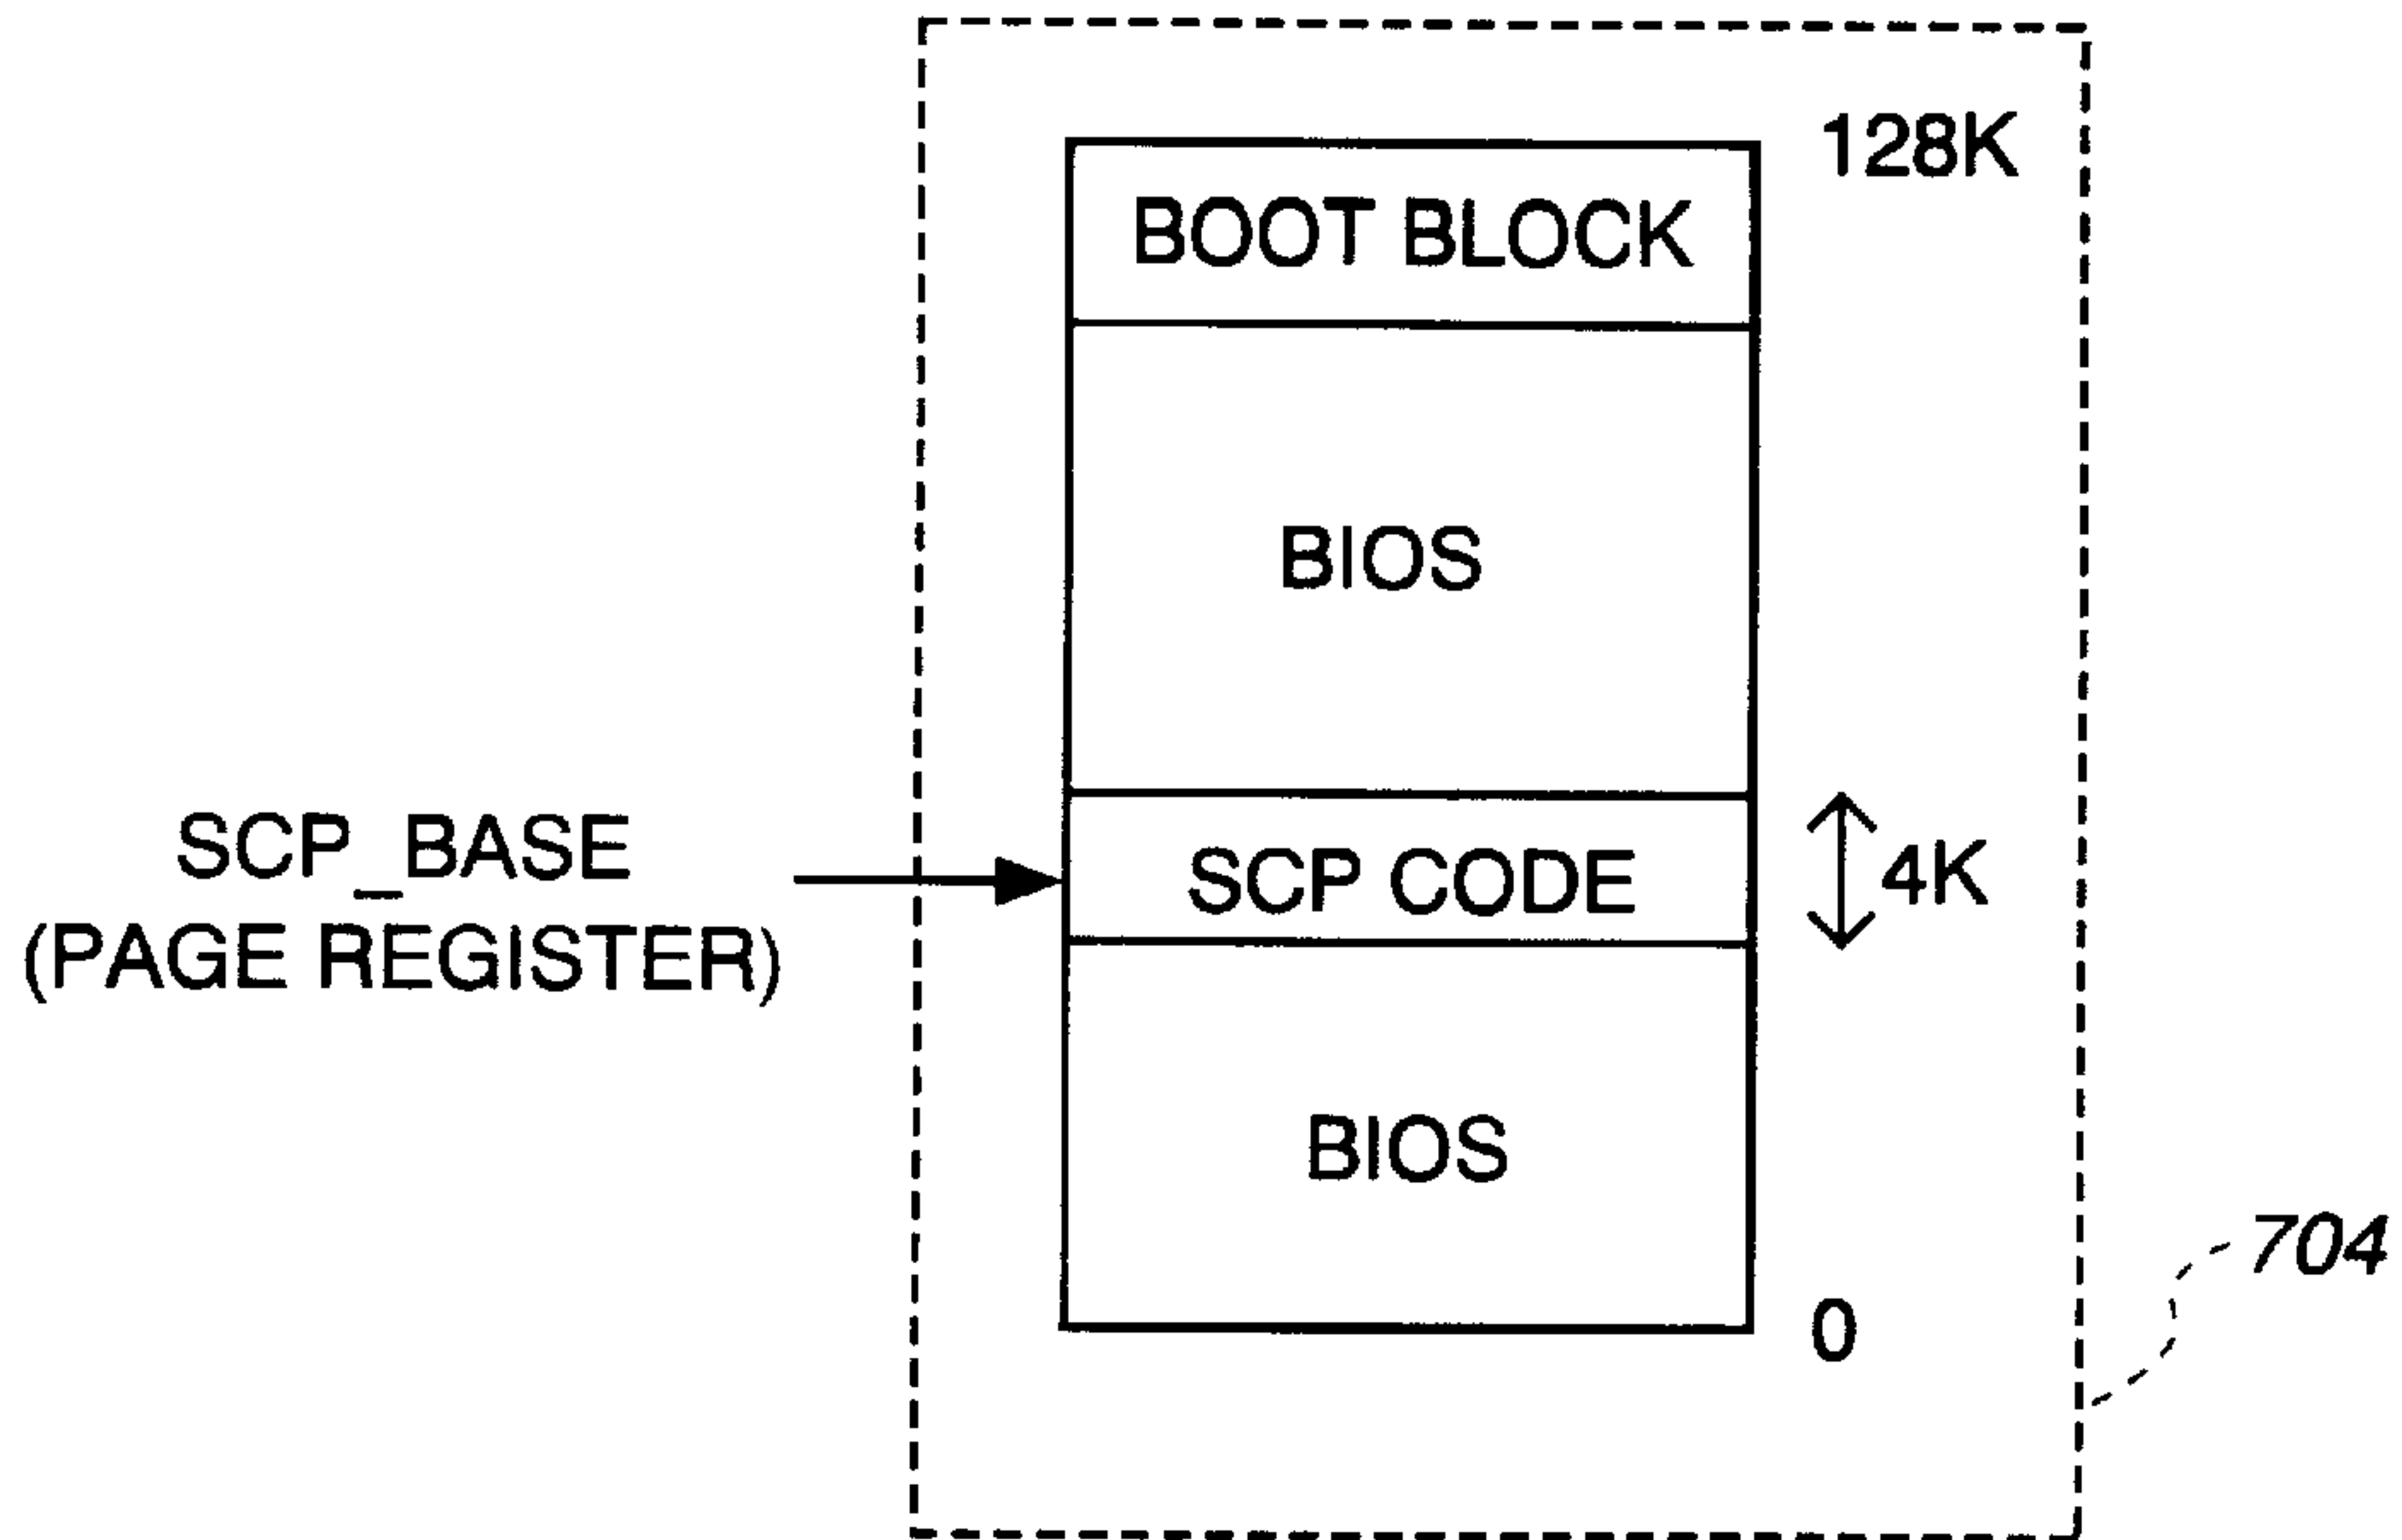 128K
BOOT BLOCK
BIOS
SCP_BASE
(PAGE REGISTER)
SCP CODE
4K
BIOS
704
0